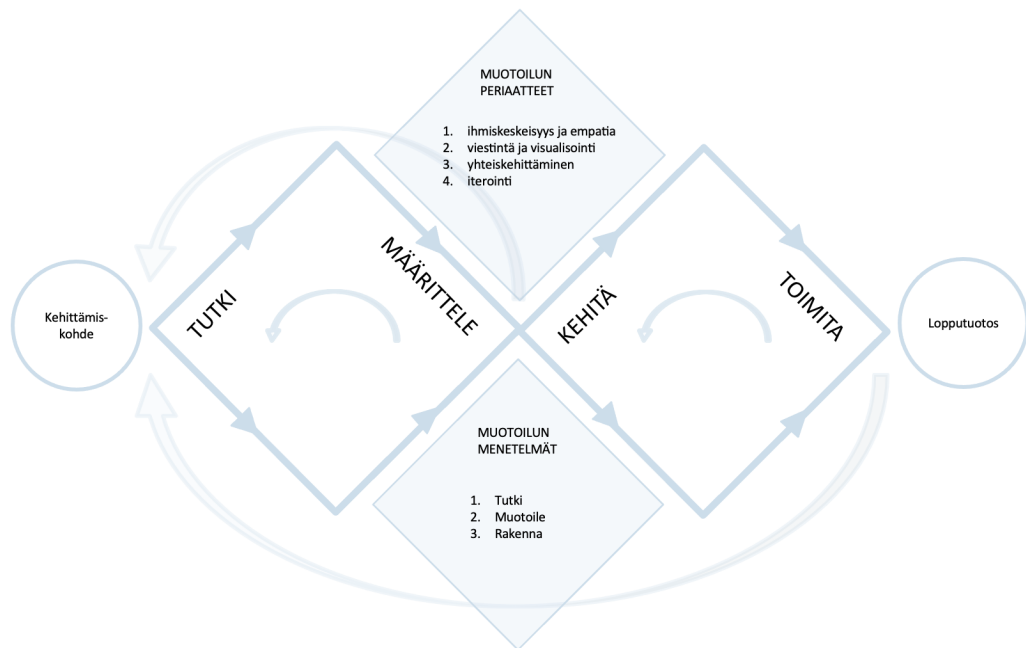 MUOTOILUN
PERIAATTEET
1. ihmiskeskeisyys ja empatia
2. viestintä ja visualisointi
3. yhteiskehittäminen
4. iterointi
Kehittämis-
kohde
TUTKI
MÄÄRITTELE
KEHITÄ
TOIMITA
Lopputuotos
MUOTOILUN
MENETELMÄT
1. Tutki
2. Muotoile
3. Rakenna